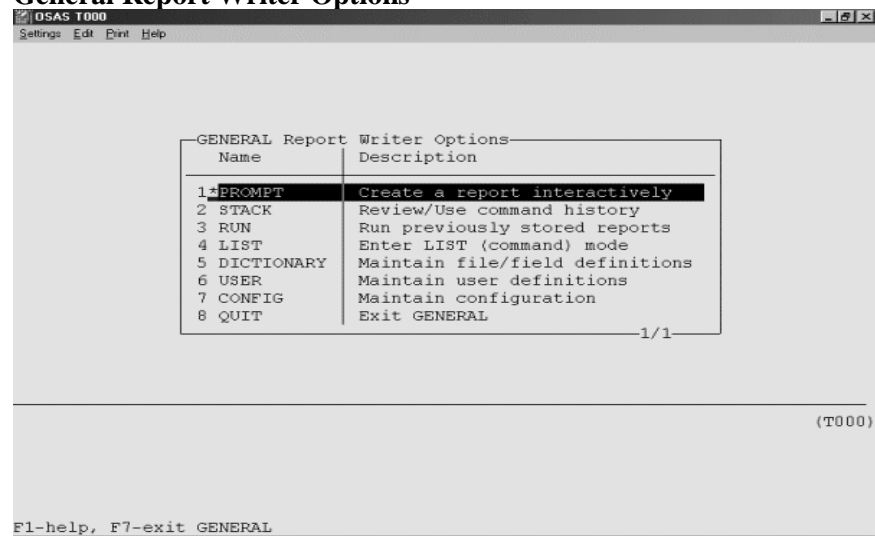 General Report Writer Options
OSAS T000
Settings Edit Print Help
GENERAL Report Writer Options
Name Description
1*PROMPT Create a report interactively
2 STACK Review/Use command history
3 RUN Run previously stored reports
4 LIST Enter LIST (command) mode
5 DICTIONARY Maintain file/field definitions
6 USER Maintain user definitions
7 CONFIG Maintain configuration
8 QUIT Exit GENERAL
1/1
(T000)
F1-help, F7-exit GENERAL